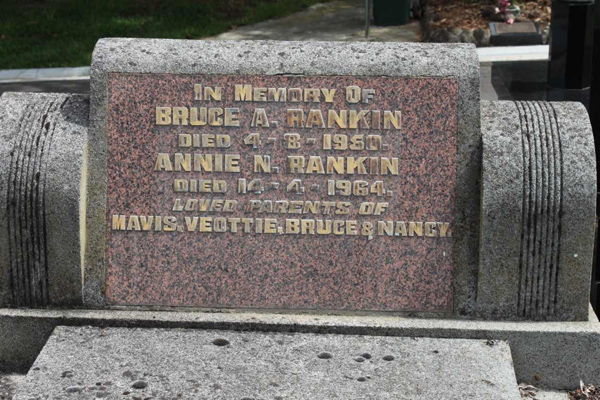 IN MEMORY OF
BRUCE A. RANKIN
DIED 4-8-1950.
ANNIE N. RANKIN
DIED 14-4-1964.
LOVED PARENTS OF
MAVIS, VEOTTIE, BRUCE & NANCY.